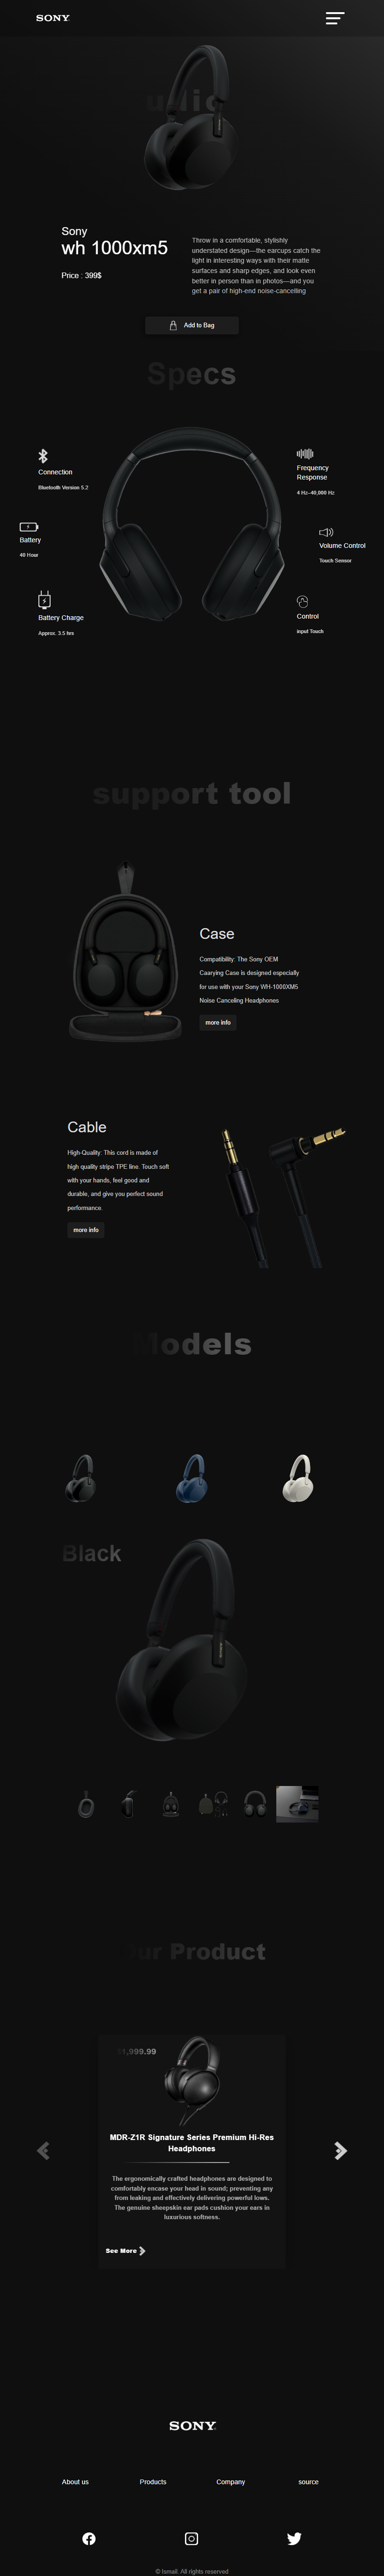 SONY
udio
Sony
wh 1000xm5
Price : 399$
Throw in a comfortable, stylishly
understated design—the earcups catch the
light in interesting ways with their matte
surfaces and sharp edges, and look even
better in person than in photos—and you
get a pair of high-end noise-cancelling
Add to Bag
Specs
Connection
Bluetooth Version 5.2
Frequency
Response
4 Hz–40,000 Hz
Battery
40 Hour
Volume Control
Touch Sensor
Battery Charge
Approx. 3.5 hrs
Control
input Touch
support tool
Case
Compatibility: The Sony OEM
Caarying Case is designed especially
for use with your Sony WH-1000XM5
Noise Canceling Headphones
more info
Cable
High-Quality: This cord is made of
high quality stripe TPE line. Touch soft
with your hands, feel good and
durable, and give you perfect sound
performance.
more info
Models
Black
Our Product
$1,999.99
MDR-Z1R Signature Series Premium Hi-Res
Headphones
The ergonomically crafted headphones are designed to
comfortably encase your head in sound; preventing any
from leaking and effectively delivering powerful lows.
The genuine sheepskin ear pads cushion your ears in
luxurious softness.
See More
SONY
About us
Products
Company
source
© Ismail. All rights reserved